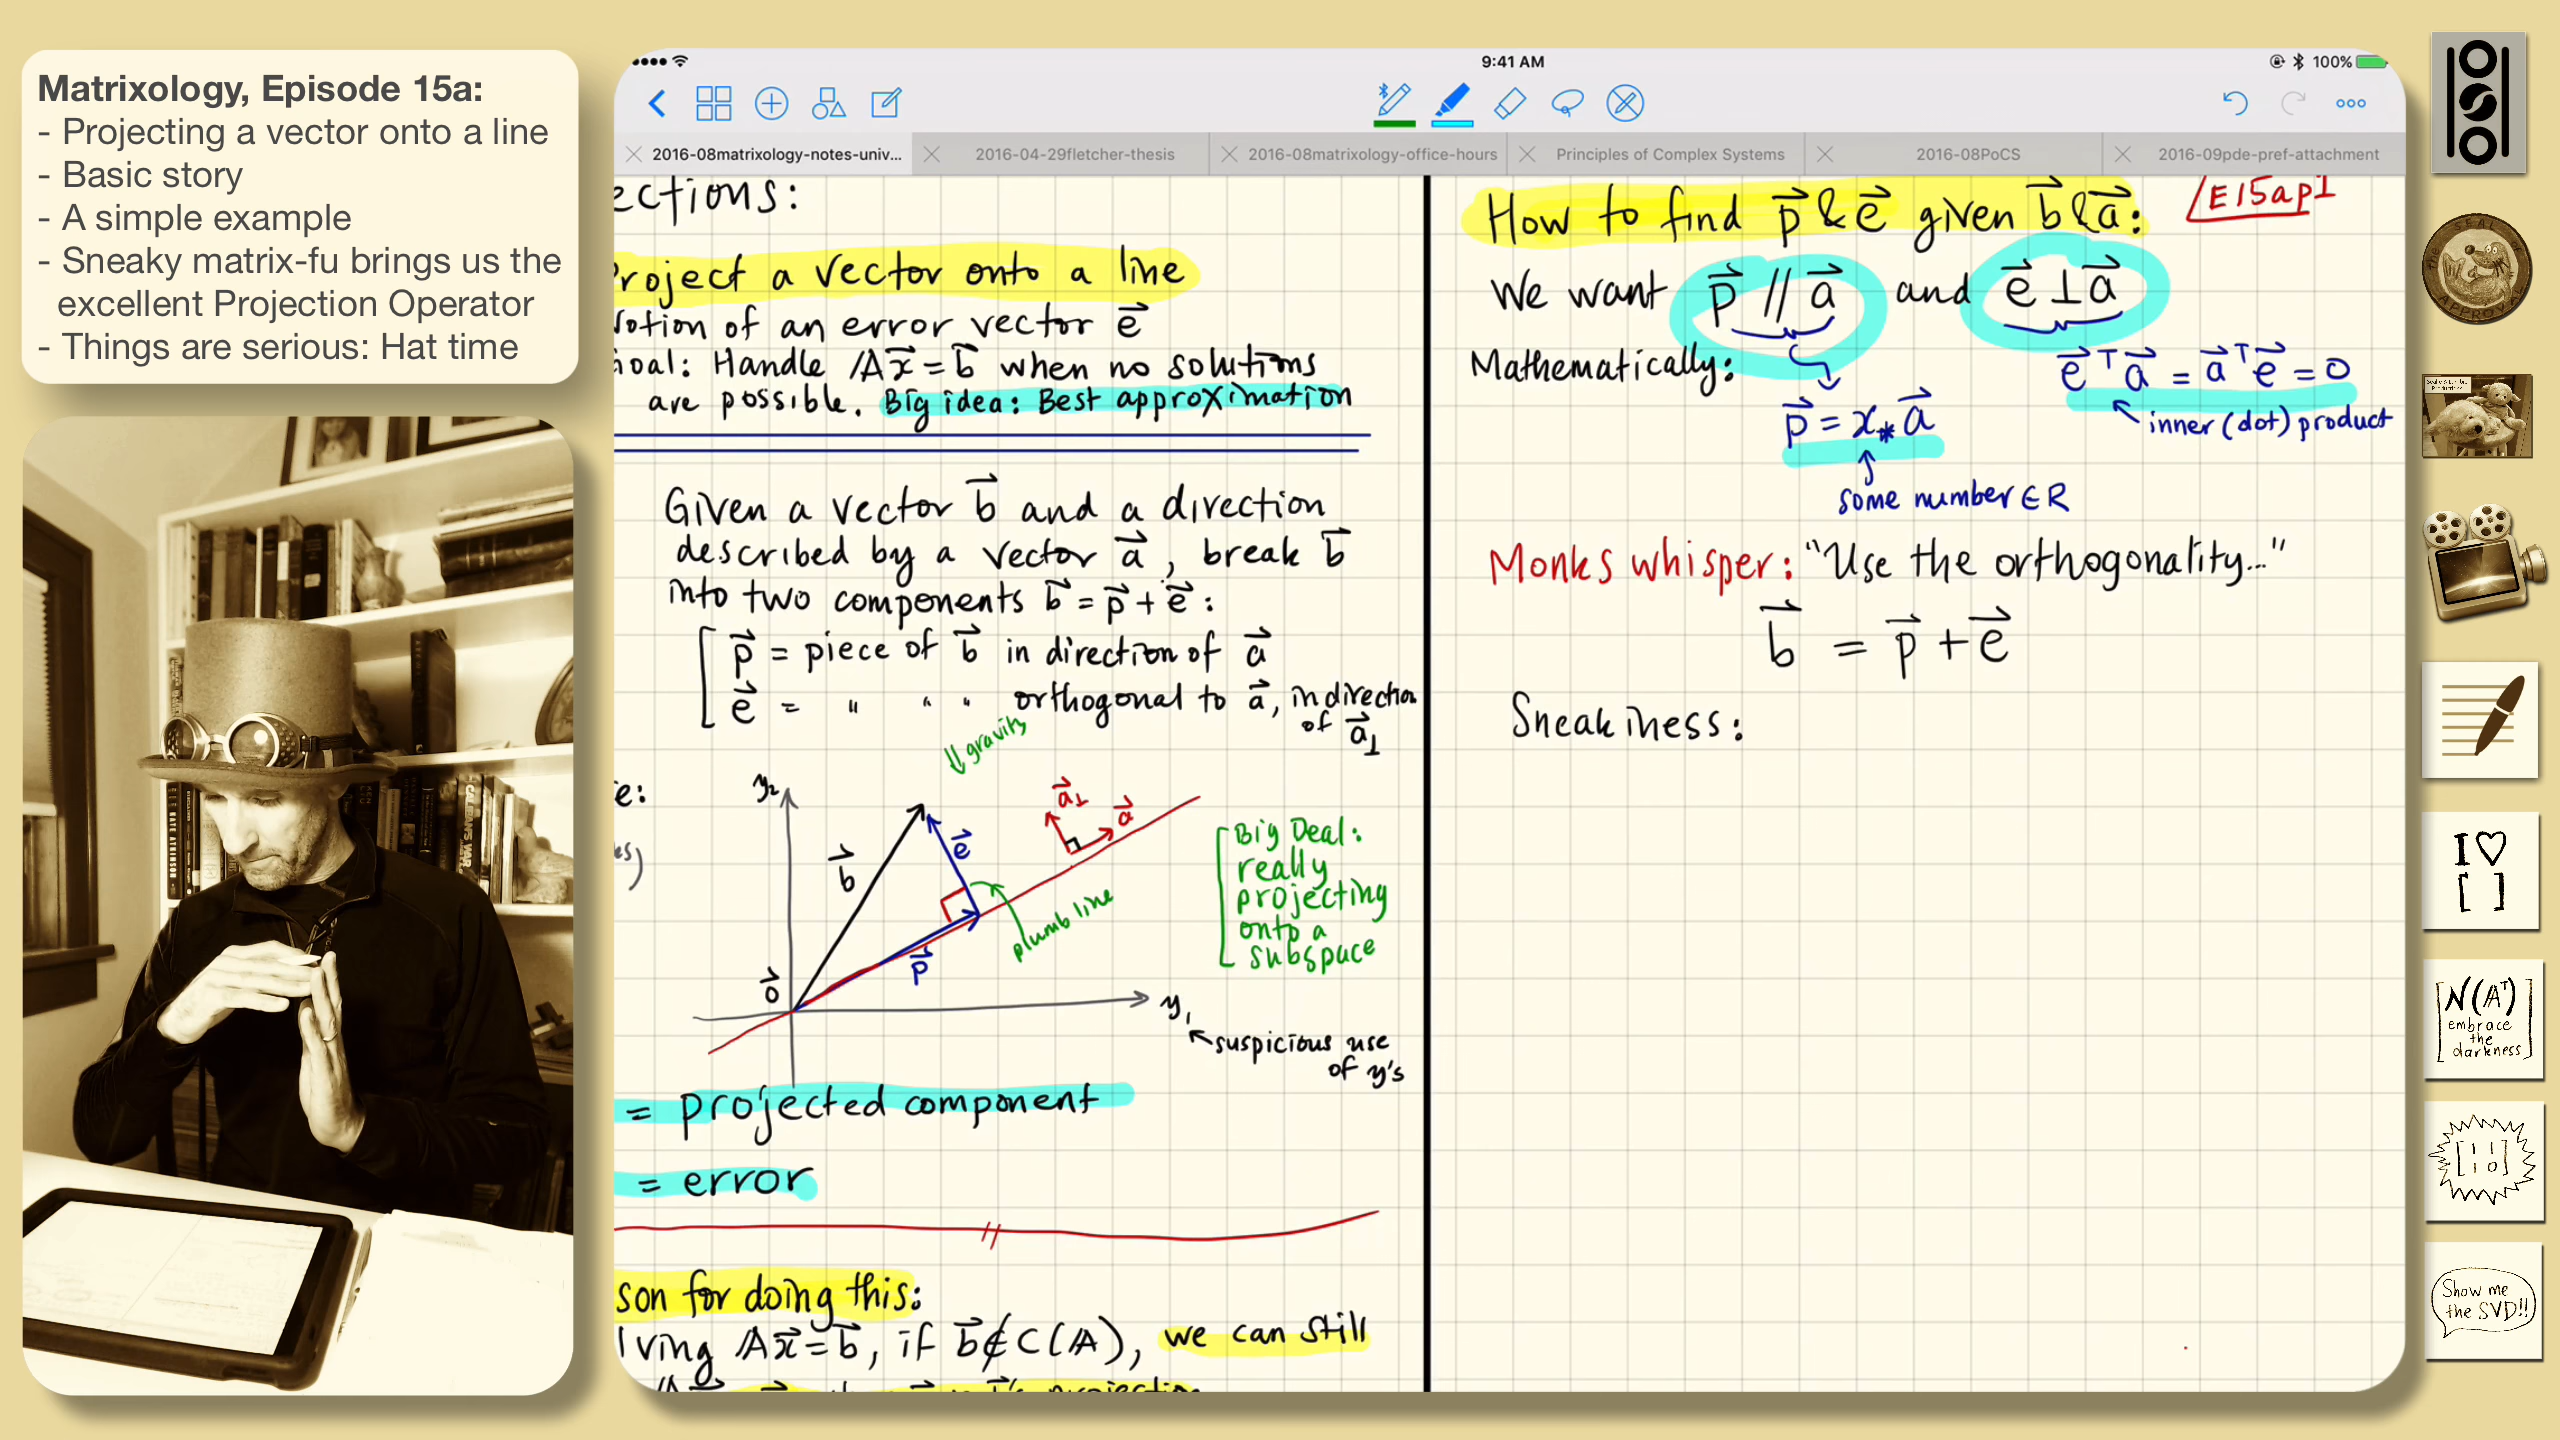 Matrixology, Episode 15a:
- Projecting a vector onto a line
- Basic story
- A simple example
- Sneaky matrix-fu brings us the
excellent Projection Operator
- Things are serious: Hat time
9:41 AM
100%
2016-08matrixology-notes-univ...
2016-04-29fletcher-thesis
2016-08matrixology-office-hours
Principles of Complex Systems
2016-08PoCS
2016-09pde-pref-attachment
ections:
Project a vector onto a line
Notion of an error vector e⃗
Goal: Handle Ax⃗ = b⃗ when no solutions
are possible. Big idea: Best approximation
Given a vector b⃗ and a direction
described by a vector a⃗, break b⃗
into two components b⃗ = p⃗ + e⃗:
p⃗ = piece of b⃗ in direction of a⃗
e⃗ = " " " orthogonal to a⃗, in direction
of a⃗⊥
⇓ gravity
e:
es)
y₂
b⃗
e⃗
a⃗⊥
a⃗
p⃗
plumb line
0⃗
y₁
Big Deal:
really
projecting
onto a
subspace
suspicious use
of y's
= projected component
= error
son for doing this:
lving Ax⃗ = b⃗, if b⃗ ∉ C(A), we can still
How to find p⃗ & e⃗ given b⃗ & a⃗:
E15ap1
We want p⃗ // a⃗ and e⃗ ⊥ a⃗
Mathematically:
e⃗ᵀa⃗ = a⃗ᵀe⃗ = 0
inner (dot) product
p⃗ = x⁎ a⃗
some number ∈ R
Monks whisper: "Use the orthogonality..."
b⃗ = p⃗ + e⃗
Sneakiness:
I ♡
[ ]
N(Aᵀ)
embrace
the
darkness
Show me
the SVD!!